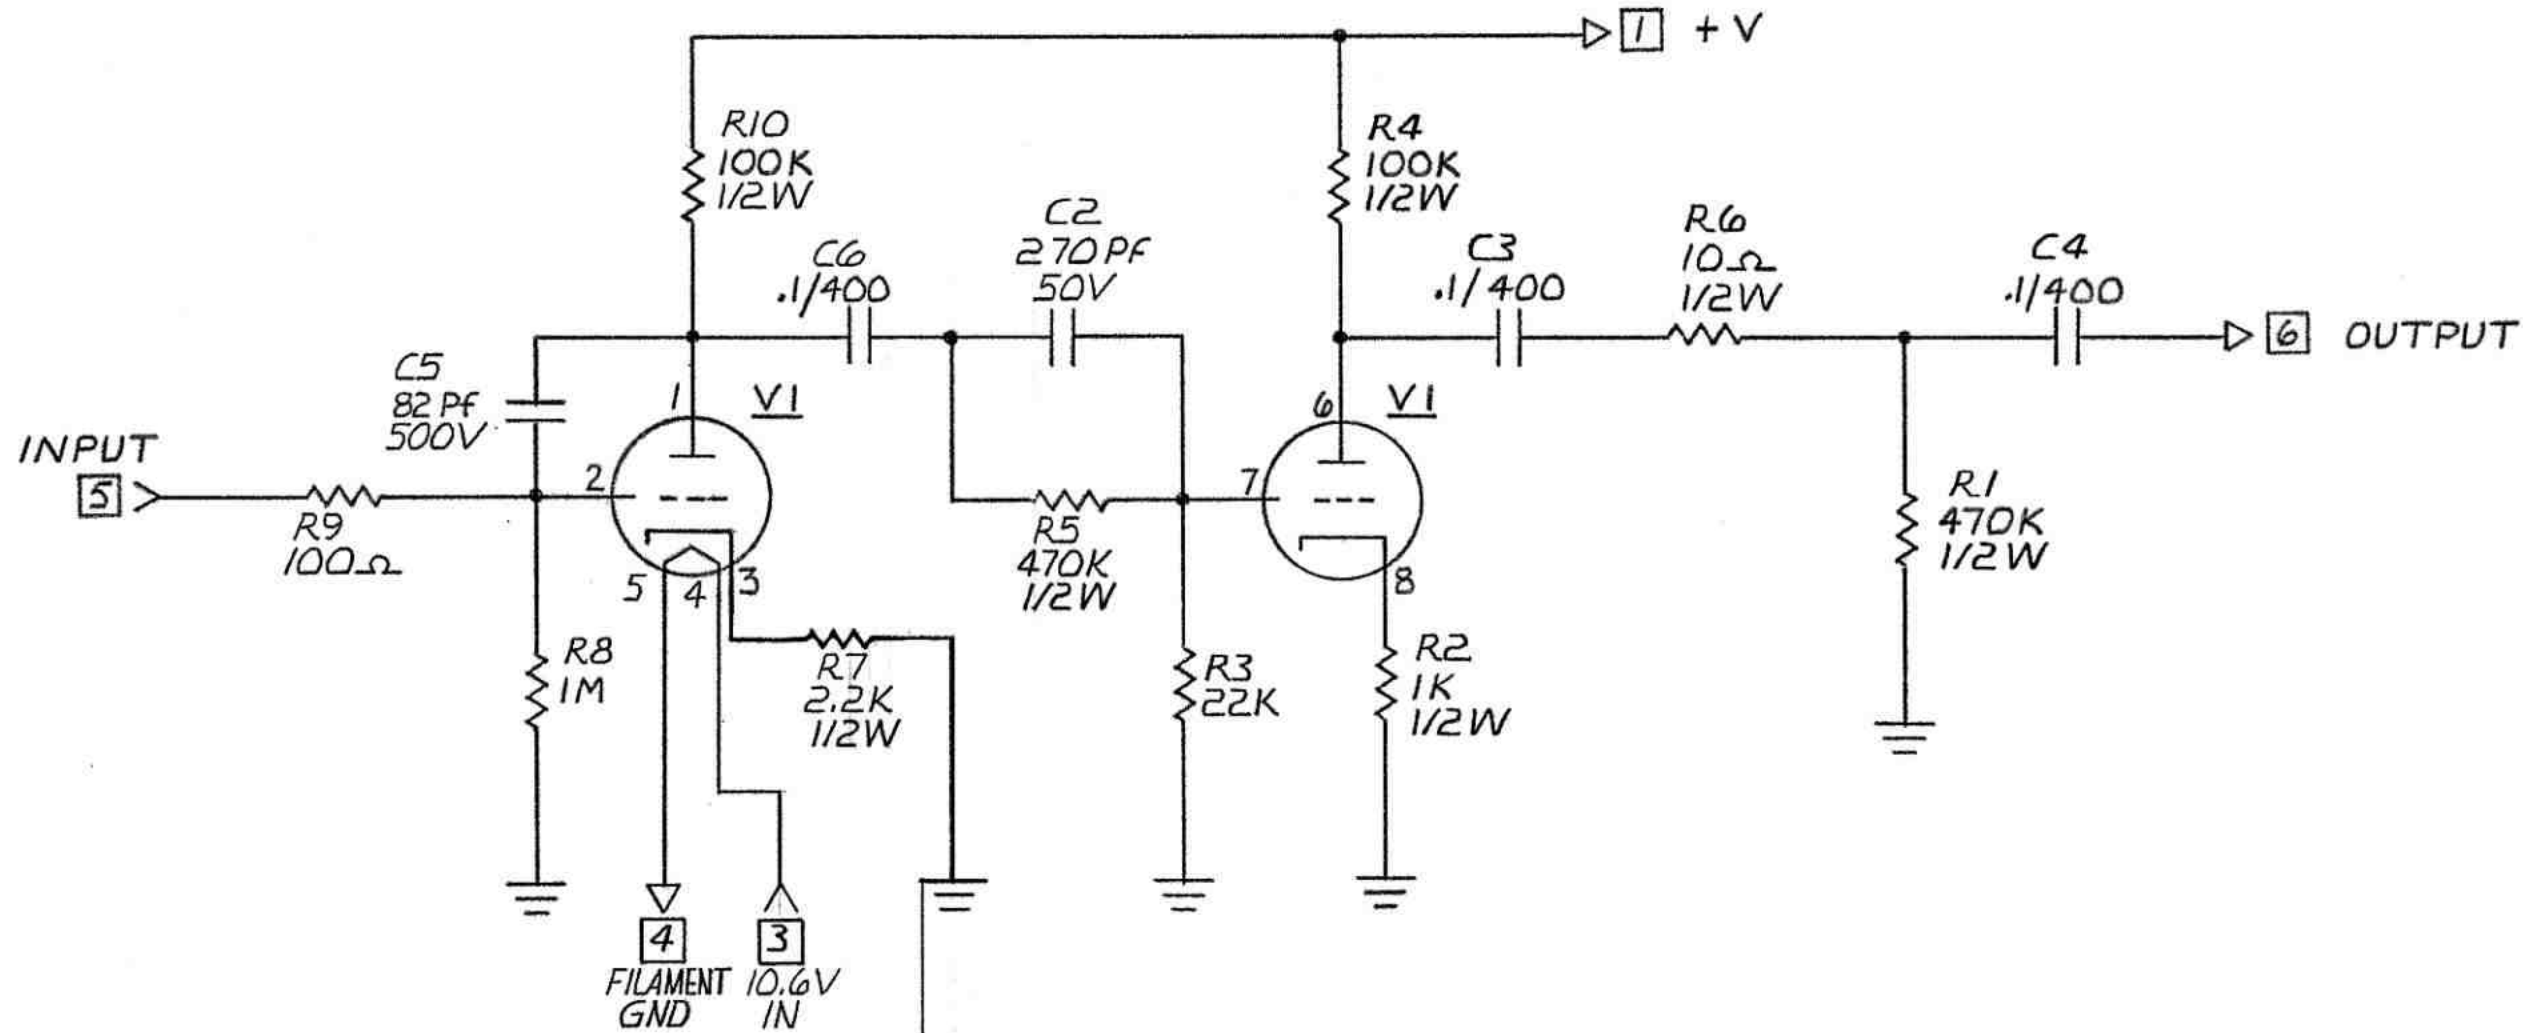 1 + V
R10
100K
1/2W
R4
100K
1/2W
C6
.1/400
C2
270 Pf
50V
C3
.1/400
R6
10Ω
1/2W
C4
.1/400
6 OUTPUT
C5
82 Pf
500V
1
V1
6
V1
INPUT
5
R9
100Ω
2
5
4
3
R5
470K
1/2W
7
8
R1
470K
1/2W
R8
1M
R7
2.2K
1/2W
R3
22K
R2
1K
1/2W
4
FILAMENT
GND
3
10.6V
IN